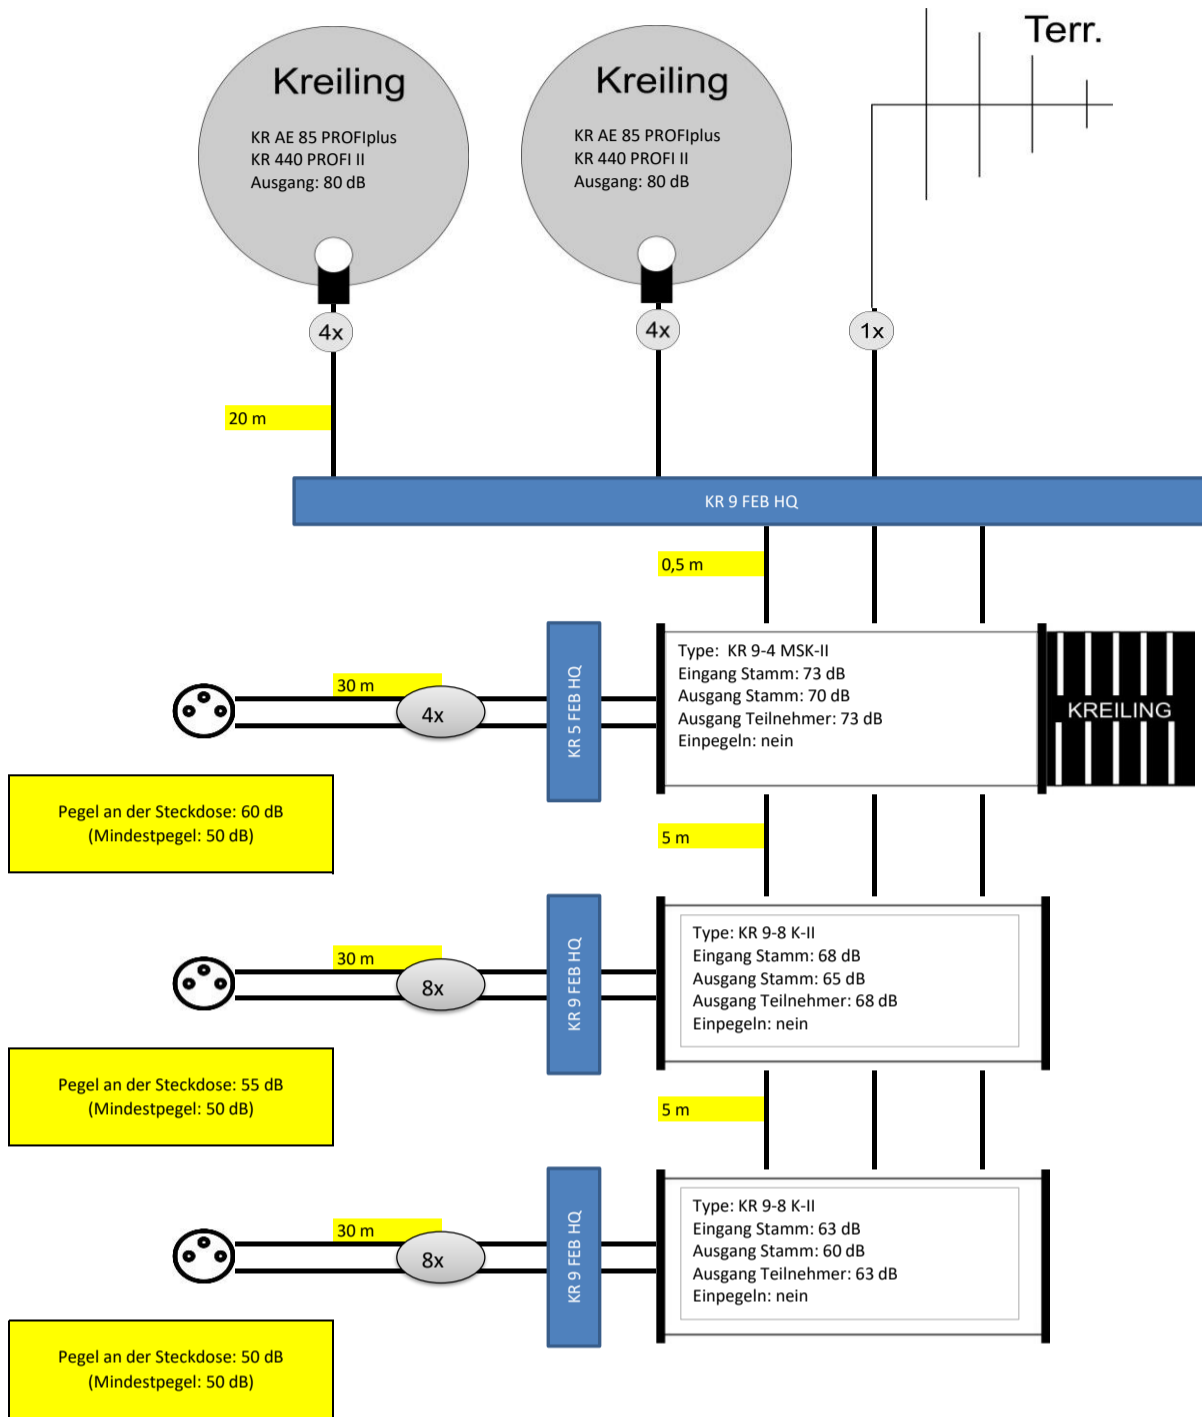 Terr.
Kreiling
KR AE 85 PROFIplus
KR 440 PROFI II
Ausgang: 80 dB
Kreiling
KR AE 85 PROFIplus
KR 440 PROFI II
Ausgang: 80 dB
4x
4x
1x
20 m
KR 9 FEB HQ
0,5 m
Type:  KR 9-4 MSK-II
Eingang Stamm: 73 dB
Ausgang Stamm: 70 dB
Ausgang Teilnehmer: 73 dB
Einpegeln: nein
KREILING
KR 5 FEB HQ
30 m
4x
Pegel an der Steckdose: 60 dB
(Mindestpegel: 50 dB)
5 m
Type: KR 9-8 K-II
Eingang Stamm: 68 dB
Ausgang Stamm: 65 dB
Ausgang Teilnehmer: 68 dB
Einpegeln: nein
KR 9 FEB HQ
30 m
8x
Pegel an der Steckdose: 55 dB
(Mindestpegel: 50 dB)
5 m
Type: KR 9-8 K-II
Eingang Stamm: 63 dB
Ausgang Stamm: 60 dB
Ausgang Teilnehmer: 63 dB
Einpegeln: nein
KR 9 FEB HQ
30 m
8x
Pegel an der Steckdose: 50 dB
(Mindestpegel: 50 dB)